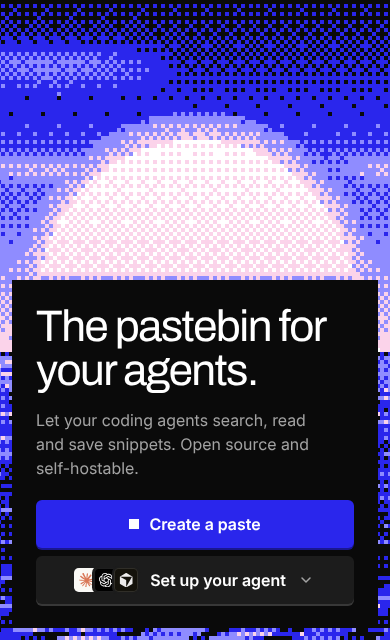 The pastebin for
your agents.
Let your coding agents search, read
and save snippets. Open source and
self-hostable.
Create a paste
Set up your agent